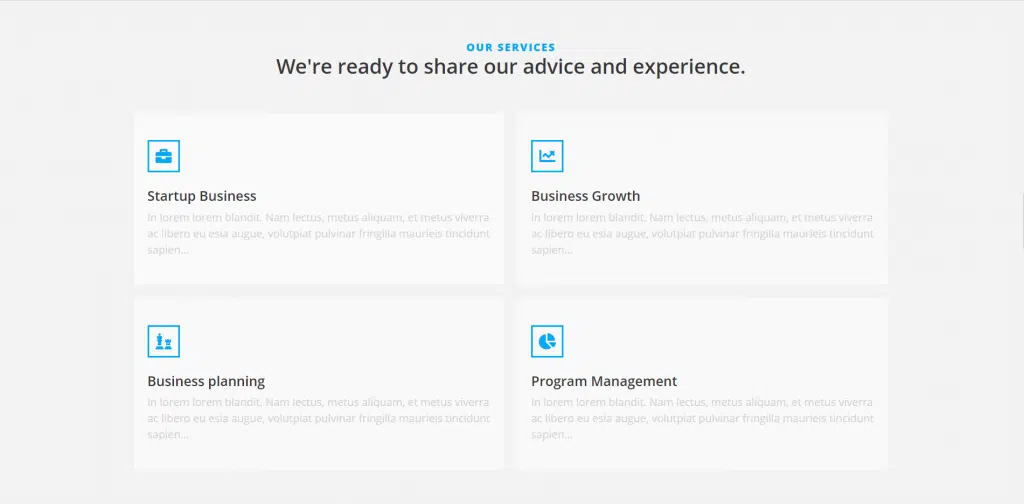 OUR SERVICES
We're ready to share our advice and experience.
Startup Business
In lorem lorem blandit. Nam lectus, metus aliquam, et metus viverra
ac libero eu esia augue, volutpiat pulvinar fringilla maurieis tincidunt
sapien...
Business Growth
In lorem lorem blandit. Nam lectus, metus aliquam, et metus viverra
ac libero eu esia augue, volutpiat pulvinar fringilla maurieis tincidunt
sapien...
Business planning
In lorem lorem blandit. Nam lectus, metus aliquam, et metus viverra
ac libero eu esia augue, volutpiat pulvinar fringilla maurieis tincidunt
sapien...
Program Management
In lorem lorem blandit. Nam lectus, metus aliquam, et metus viverra
ac libero eu esia augue, volutpiat pulvinar fringilla maurieis tincidunt
sapien...